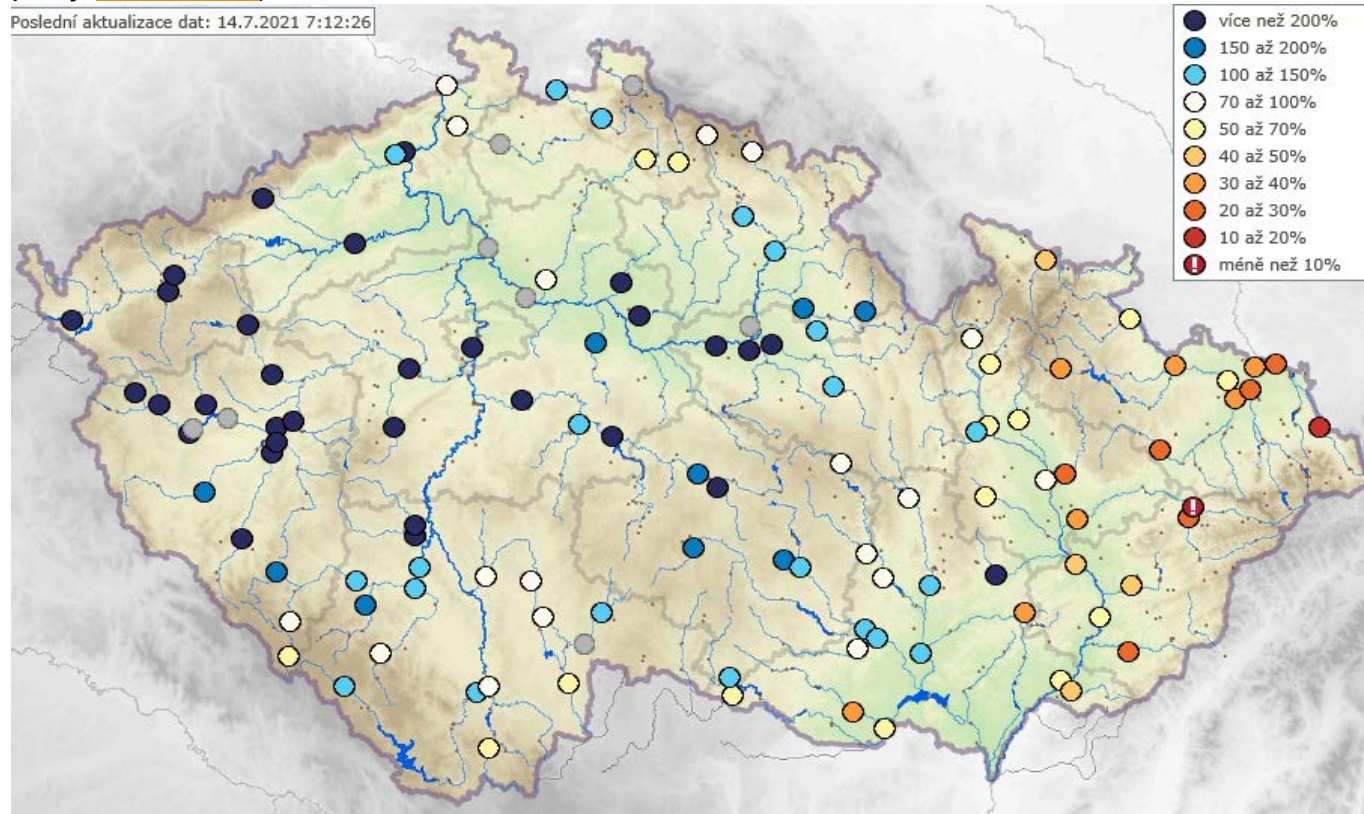 Poslední aktualizace dat: 14.7.2021 7:12:26
více než 200%
150 až 200%
100 až 150%
70 až 100%
50 až 70%
40 až 50%
30 až 40%
20 až 30%
10 až 20%
! méně než 10%
!